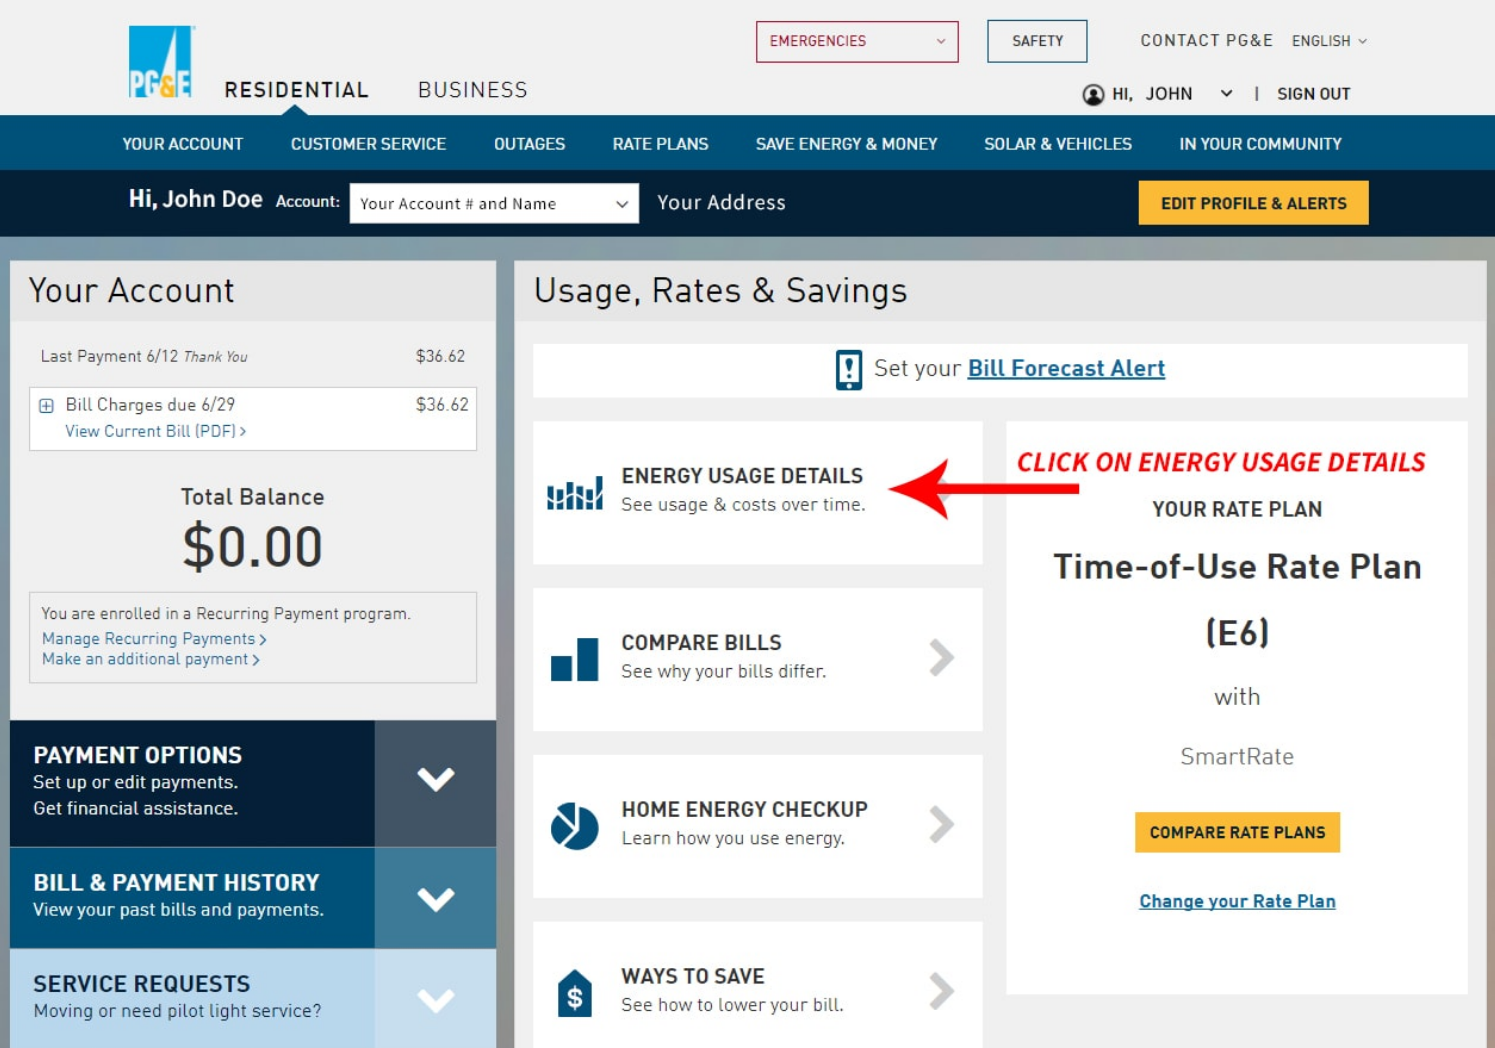 EMERGENCIES
SAFETY
CONTACT PG&E
ENGLISH
PG&E
RESIDENTIAL
BUSINESS
HI, JOHN
|
SIGN OUT
YOUR ACCOUNT
CUSTOMER SERVICE
OUTAGES
RATE PLANS
SAVE ENERGY & MONEY
SOLAR & VEHICLES
IN YOUR COMMUNITY
Hi, John Doe
Account:
Your Account # and Name
Your Address
EDIT PROFILE & ALERTS
Your Account
Last Payment 6/12 Thank You $36.62
Bill Charges due 6/29 $36.62
View Current Bill (PDF) >
Total Balance
$0.00
You are enrolled in a Recurring Payment program.
Manage Recurring Payments >
Make an additional payment >
PAYMENT OPTIONS
Set up or edit payments.
Get financial assistance.
BILL & PAYMENT HISTORY
View your past bills and payments.
SERVICE REQUESTS
Moving or need pilot light service?
Usage, Rates & Savings
Set your Bill Forecast Alert
ENERGY USAGE DETAILS
See usage & costs over time.
COMPARE BILLS
See why your bills differ.
HOME ENERGY CHECKUP
Learn how you use energy.
$
WAYS TO SAVE
See how to lower your bill.
CLICK ON ENERGY USAGE DETAILS
YOUR RATE PLAN
Time-of-Use Rate Plan
(E6)
with
SmartRate
COMPARE RATE PLANS
Change your Rate Plan